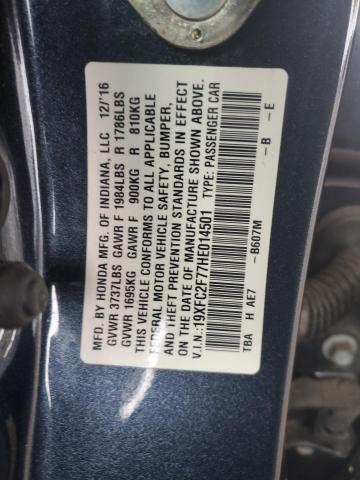 MFD. BY HONDA MFG. OF INDIANA, LLC 12/'16
GVWR 3737LBS GAWR F 1984LBS R 1786LBS
GVWR 1695KG GAWR F 900KG R 810KG
THIS VEHICLE CONFORMS TO ALL APPLICABLE
FEDERAL MOTOR VEHICLE SAFETY, BUMPER,
AND THEFT PREVENTION STANDARDS IN EFFECT
ON THE DATE OF MANUFACTURE SHOWN ABOVE.
V.I.N.:19XFC2F77HE014501 TYPE: PASSENGER CAR
TBA H AE7 -B607M -B -E